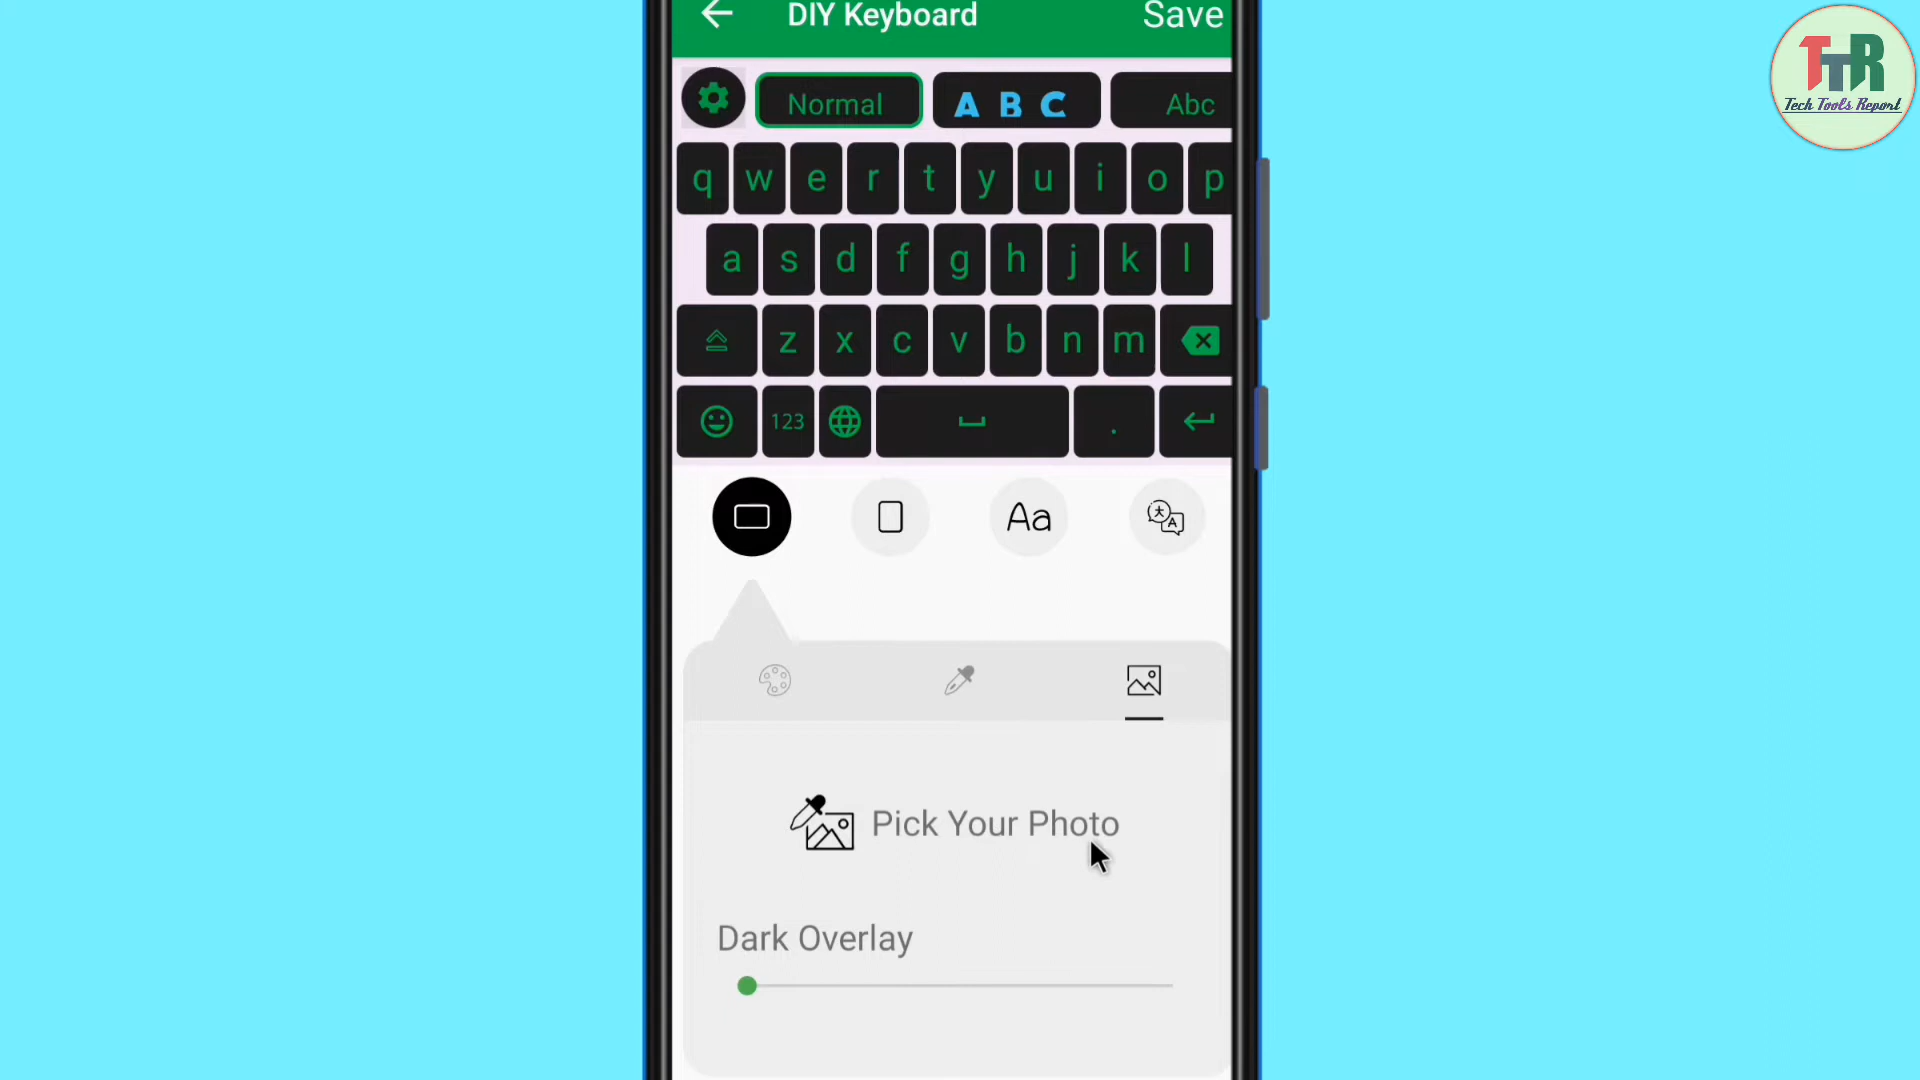 DIY Keyboard Save
Normal A B C Abc
q w e r t y u i o p
a s d f g h j k l
z x c v b n m
123 .
Aa
Pick Your Photo
Dark Overlay
TTR
Tech Tools Report